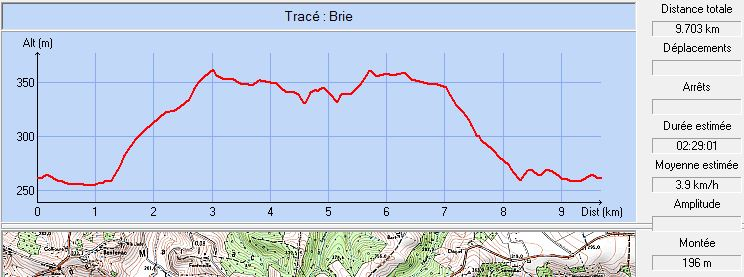 Tracé : Brie
Alt (m)
350
300
250
0 1 2 3 4 5 6 7 8 9 Dist (km)
Distance totale
9.703 km
Déplacements
Arrêts
Durée estimée
02:29:01
Moyenne estimée
3.9 km/h
Amplitude
Montée
196 m